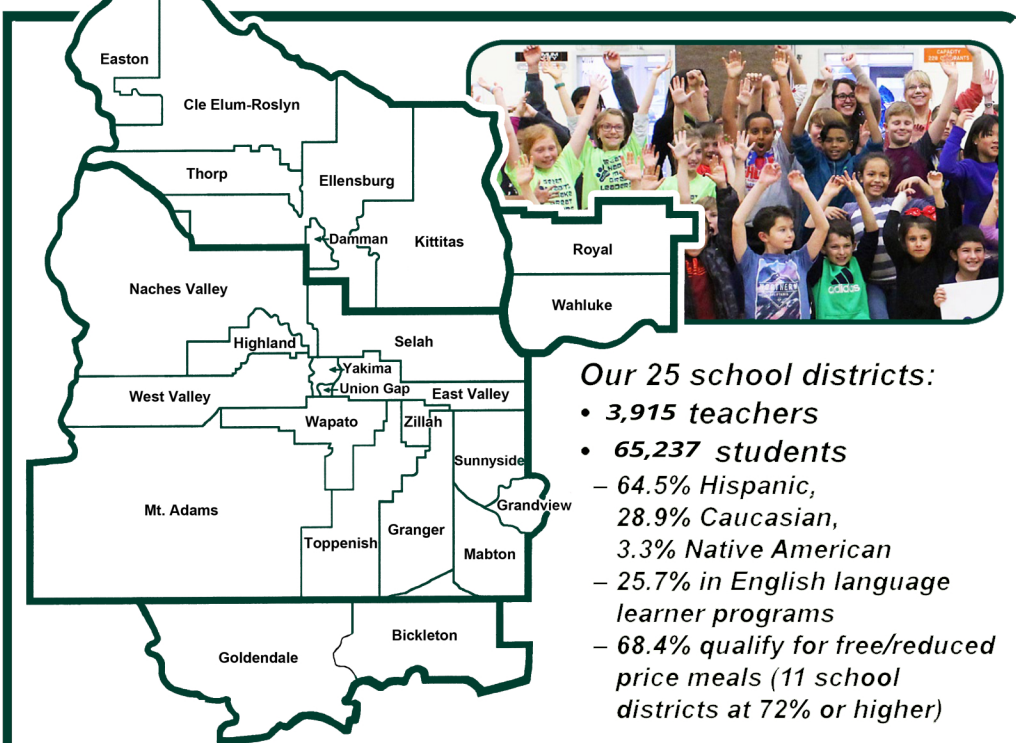 Easton
Cle Elum-Roslyn
Thorp
Ellensburg
Damman
Kittitas
Royal
Wahluke
Naches Valley
Highland
Selah
Yakima
Union Gap
West Valley
East Valley
Wapato
Zillah
Sunnyside
Grandview
Mt. Adams
Toppenish
Granger
Mabton
Goldendale
Bickleton
CAPACITY
adidas
Our 25 school districts:
• 3,915 teachers
• 65,237 students
– 64.5% Hispanic,
28.9% Caucasian,
3.3% Native American
– 25.7% in English language
learner programs
– 68.4% qualify for free/reduced
price meals (11 school
districts at 72% or higher)